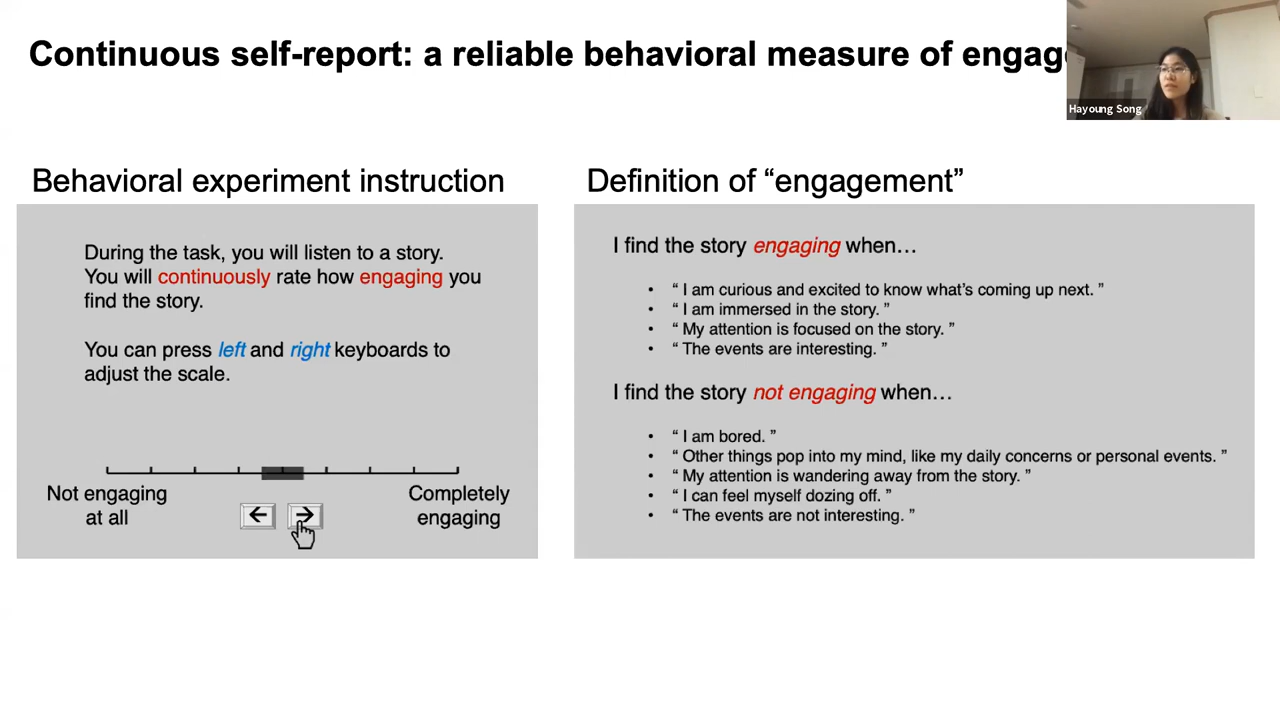 Continuous self-report: a reliable behavioral measure of
Hayoung Song
Behavioral experiment instruction
During the task, you will listen to a story.
You will continuously rate how engaging you
find the story.
You can press left and right keyboards to
adjust the scale.
Not engaging
at all
Completely
engaging
Definition of “engagement”
I find the story engaging when…
• “ I am curious and excited to know what’s coming up next. ”
• “ I am immersed in the story. ”
• “ My attention is focused on the story. ”
• “ The events are interesting. ”
I find the story not engaging when…
• “ I am bored. ”
• “ Other things pop into my mind, like my daily concerns or personal events. ”
• “ My attention is wandering away from the story. ”
• “ I can feel myself dozing off. ”
• “ The events are not interesting. ”